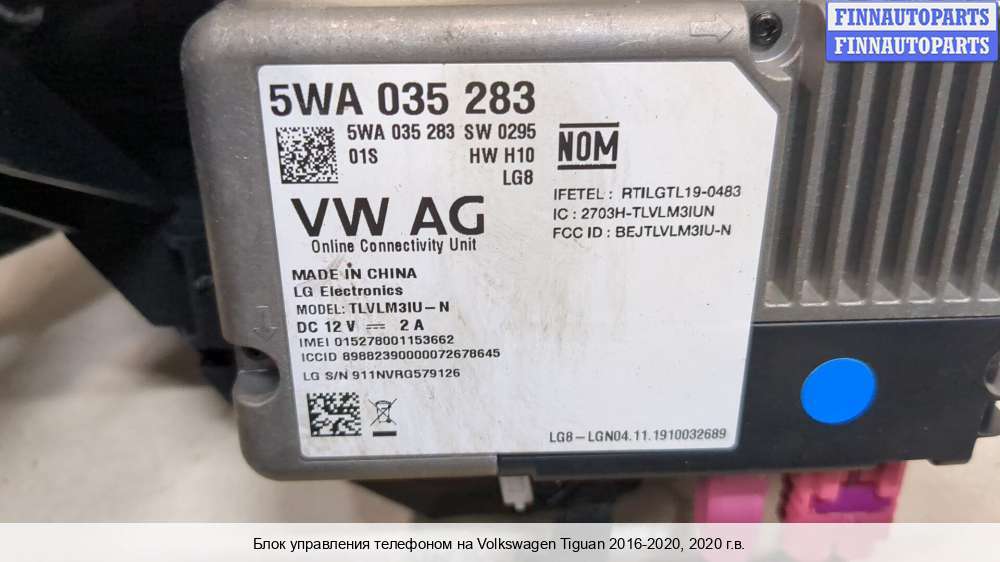 FINNAUTOPARTS
FINNAUTOPARTS
5WA 035 283
5WA 035 283 SW 0295
01S HW H10
LG8
NOM
IFETEL : RTILGTL19-0483
IC : 2703H-TLVLM3IUN
FCC ID : BEJTLVLM3IU-N
VW AG
Online Connectivity Unit
MADE IN CHINA
LG Electronics
MODEL: TLVLM3IU-N
DC 12 V ⎓ 2 A
IMEI 015278001153662
ICCID 89882390000072678645
LG S/N 911NVRG579126
LG8-LGN04.11.1910032689
Блок управления телефоном на Volkswagen Tiguan 2016-2020, 2020 г.в.